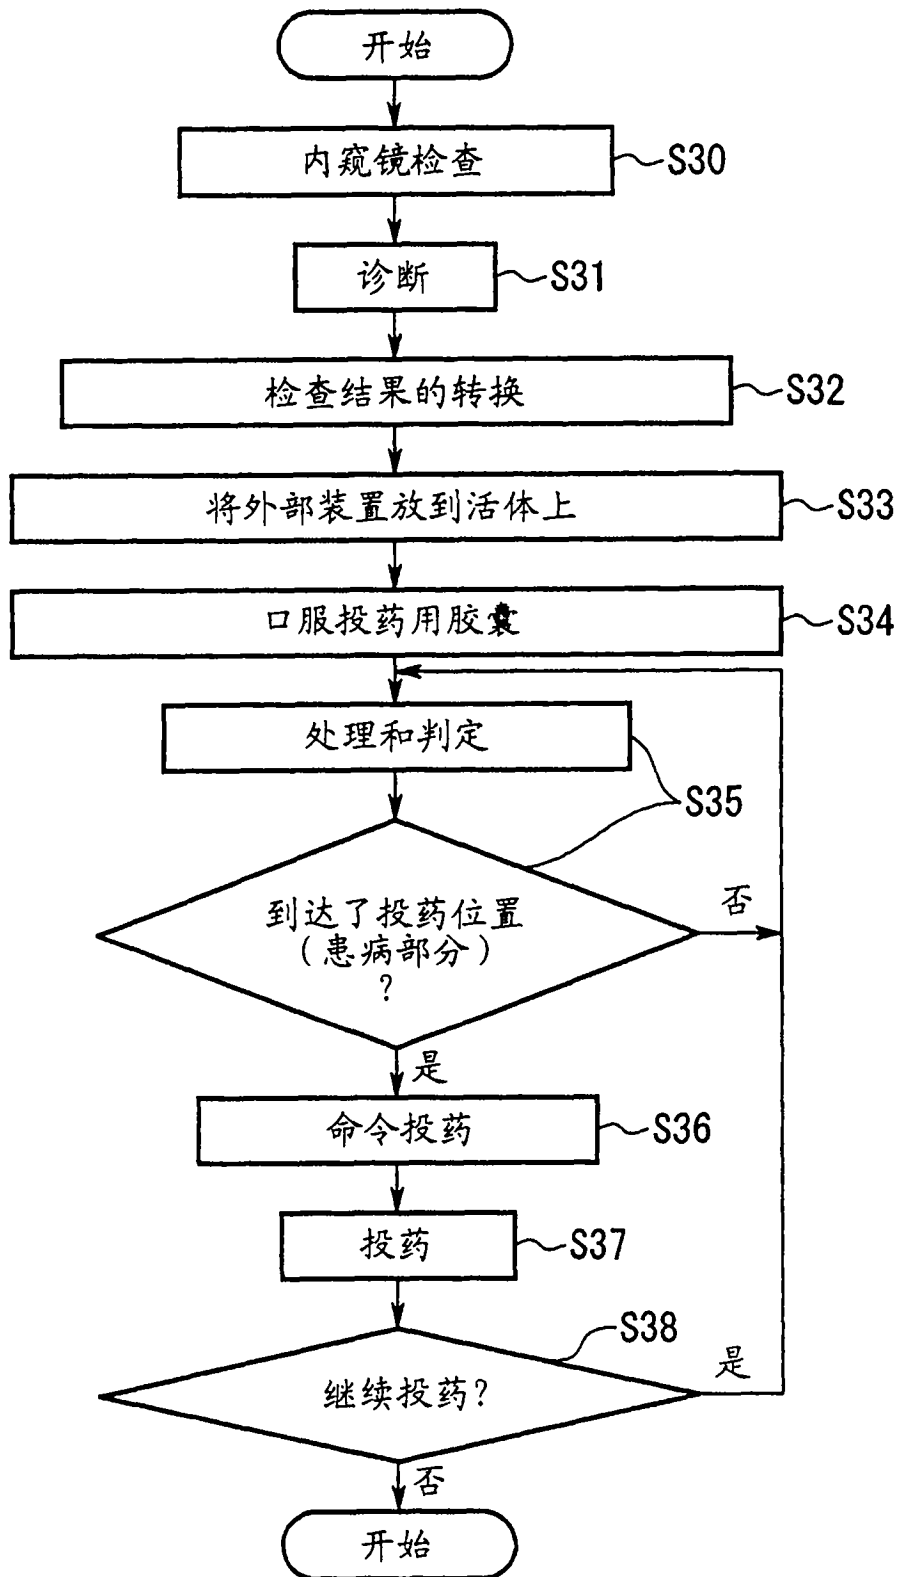 开始
内窥镜检查
S30
诊断
S31
检查结果的转换
S32
将外部装置放到活体上
S33
口服投药用胶囊
S34
处理和判定
S35
到达了投药位置
(患病部分)
?
否
是
命令投药
S36
投药
S37
S38
继续投药?
是
否
开始